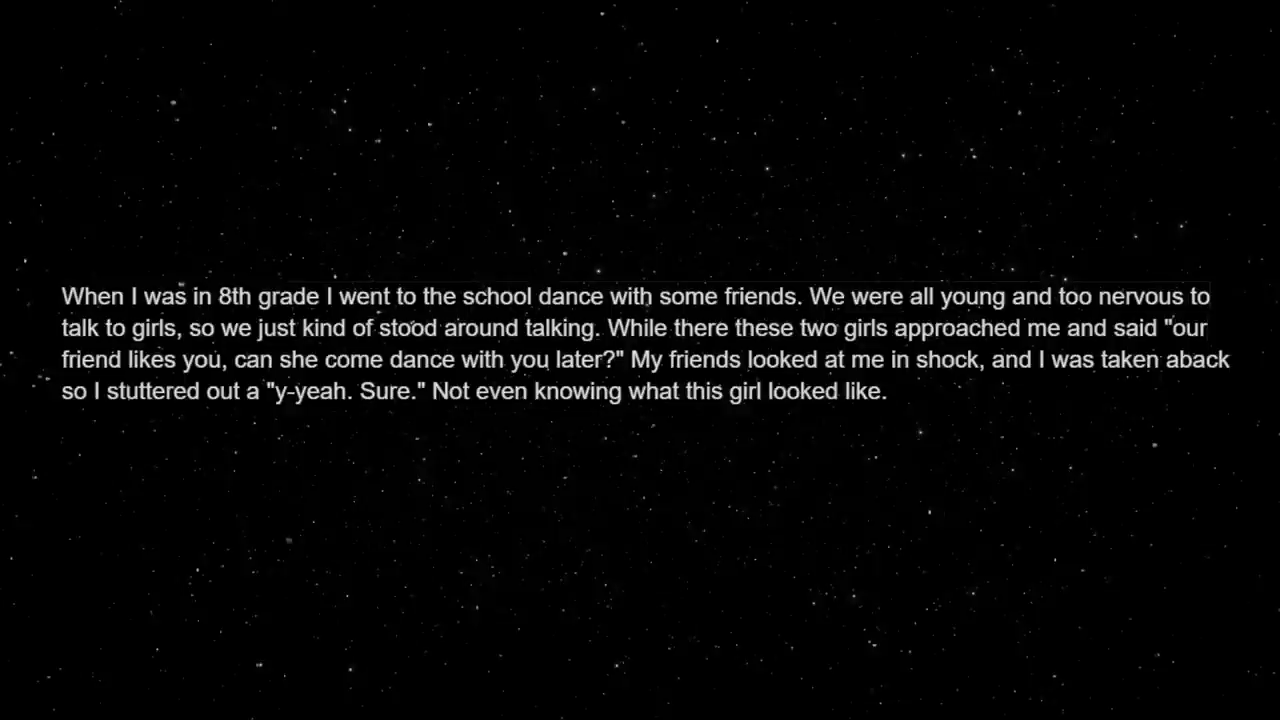 When I was in 8th grade I went to the school dance with some friends. We were all young and too nervous to
talk to girls, so we just kind of stood around talking. While there these two girls approached me and said "our
friend likes you, can she come dance with you later?" My friends looked at me in shock, and I was taken aback
so I stuttered out a "y-yeah. Sure." Not even knowing what this girl looked like.